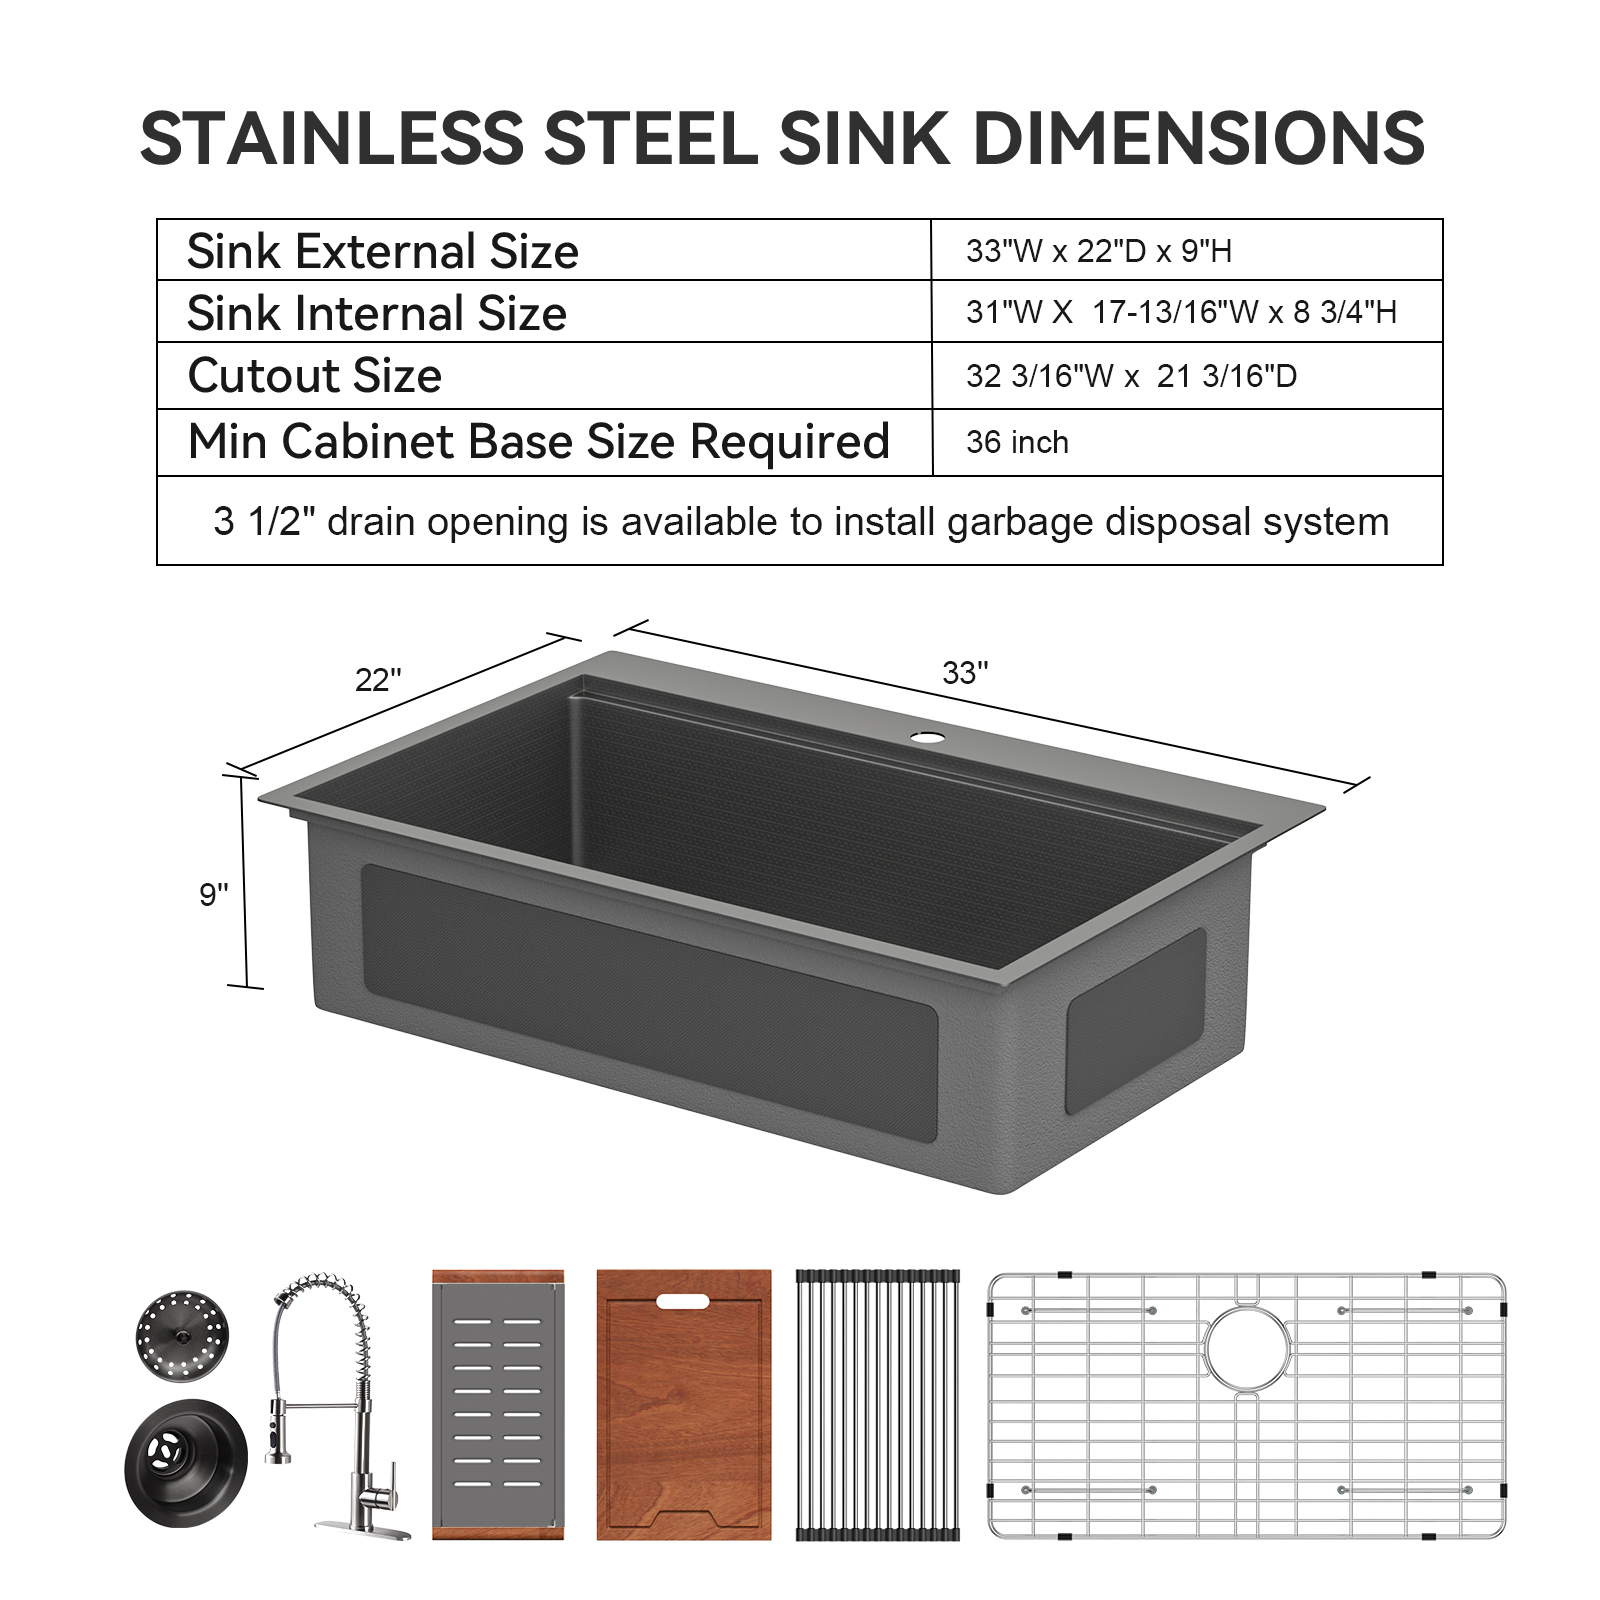 STAINLESS STEEL SINK DIMENSIONS
Sink External Size 33"W x 22"D x 9"H
Sink Internal Size 31"W X 17-13/16"W x 8 3/4"H
Cutout Size 32 3/16"W x 21 3/16"D
Min Cabinet Base Size Required 36 inch
3 1/2" drain opening is available to install garbage disposal system
22"
33"
9"